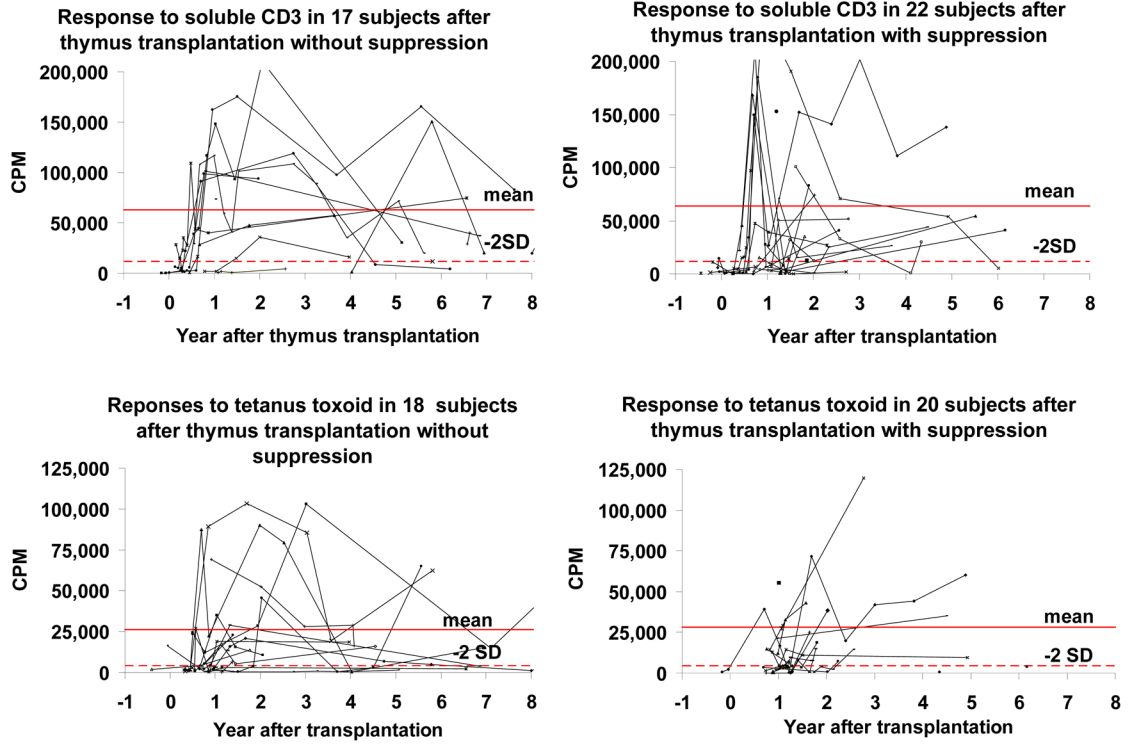 Response to soluble CD3 in 17 subjects after
thymus transplantation without suppression
200,000
150,000
100,000
50,000
0
CPM
mean
-2SD
-1 0 1 2 3 4 5 6 7 8
Year after thymus transplantation
Response to soluble CD3 in 22 subjects after
thymus transplantation with suppression
200,000
150,000
100,000
50,000
0
CPM
mean
-2SD
-1 0 1 2 3 4 5 6 7 8
Year after transplantation
Reponses to tetanus toxoid in 18 subjects
after thymus transplantation without
suppression
125,000
100,000
75,000
50,000
25,000
0
CPM
mean
-2 SD
-1 0 1 2 3 4 5 6 7 8
Year after transplantation
Response to tetanus toxoid in 20 subjects after
thymus transplantation with suppression
125,000
100,000
75,000
50,000
25,000
0
CPM
mean
-2 SD
-1 0 1 2 3 4 5 6 7 8
Year after transplantation